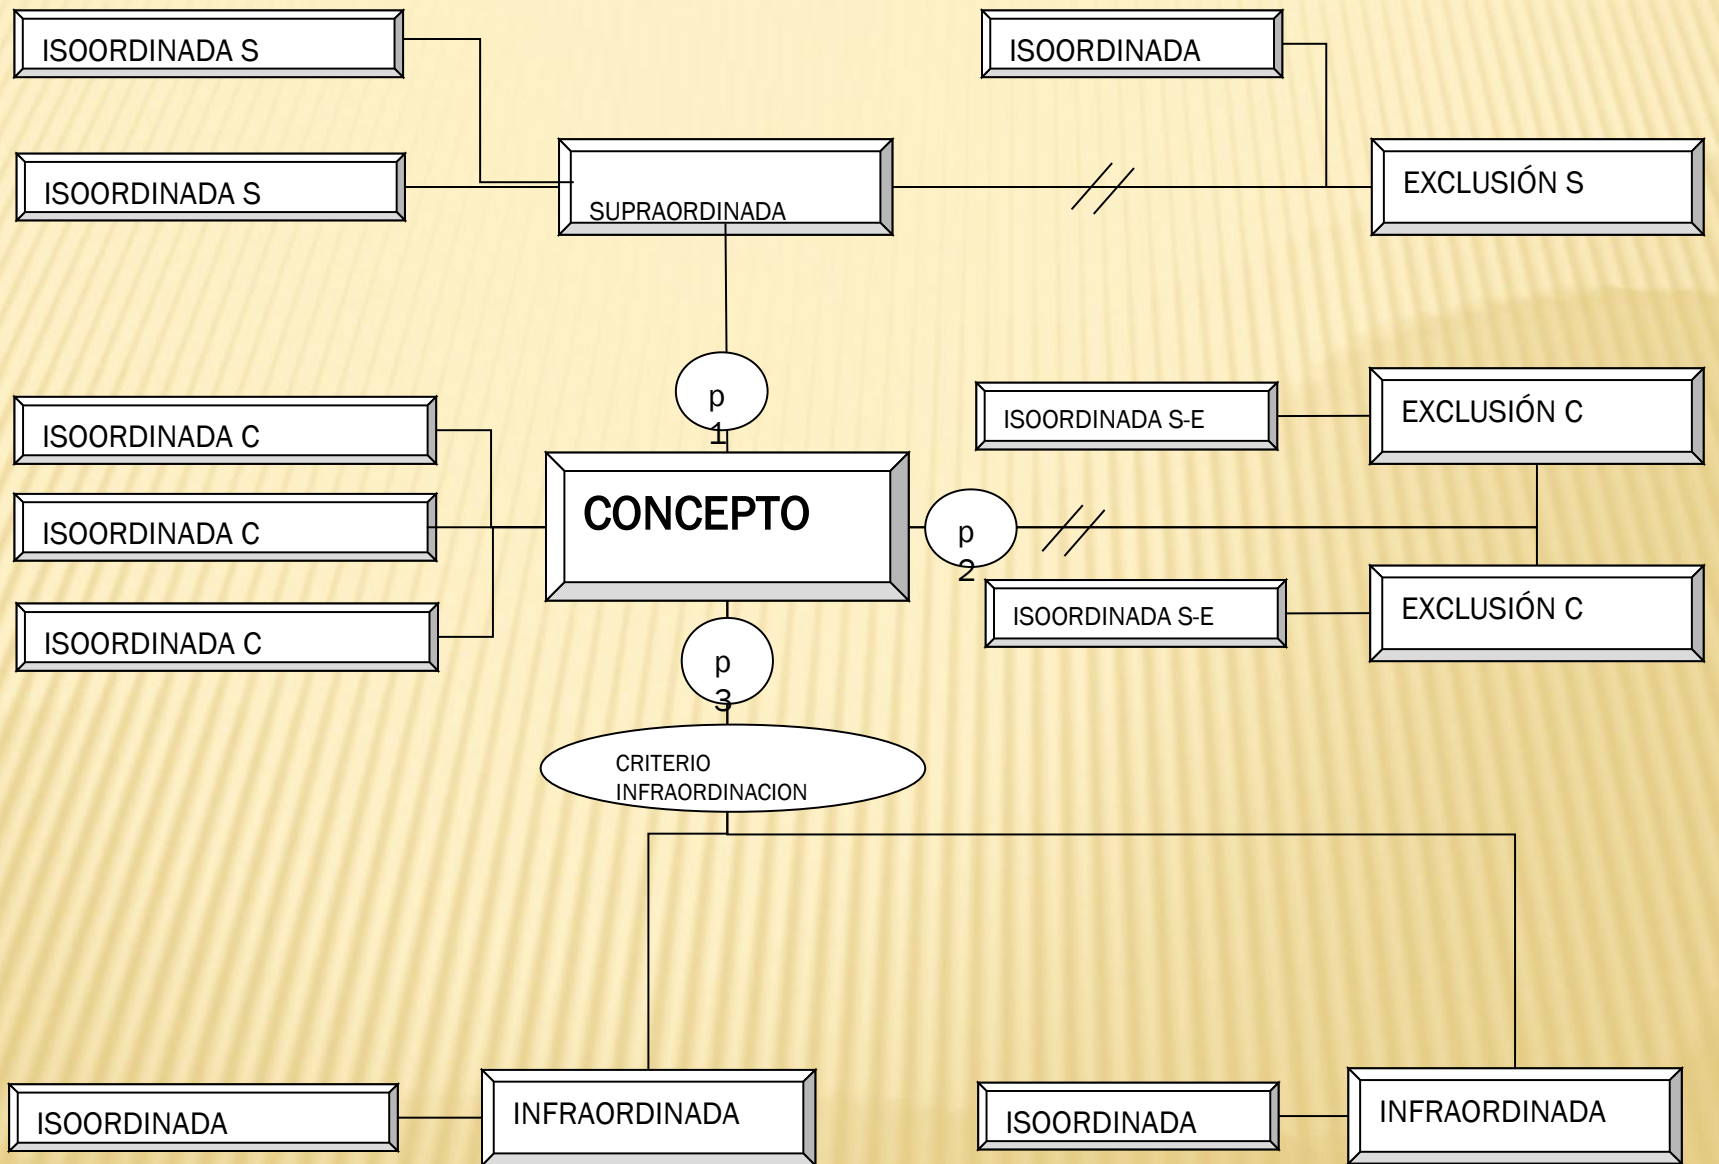 ISOORDINADA S
ISOORDINADA
ISOORDINADA S
SUPRAORDINADA
EXCLUSIÓN S
p
1
ISOORDINADA C
ISOORDINADA S-E
EXCLUSIÓN C
CONCEPTO
ISOORDINADA C
p
2
ISOORDINADA C
ISOORDINADA S-E
EXCLUSIÓN C
p
3
CRITERIO
INFRAORDINACION
ISOORDINADA
INFRAORDINADA
ISOORDINADA
INFRAORDINADA